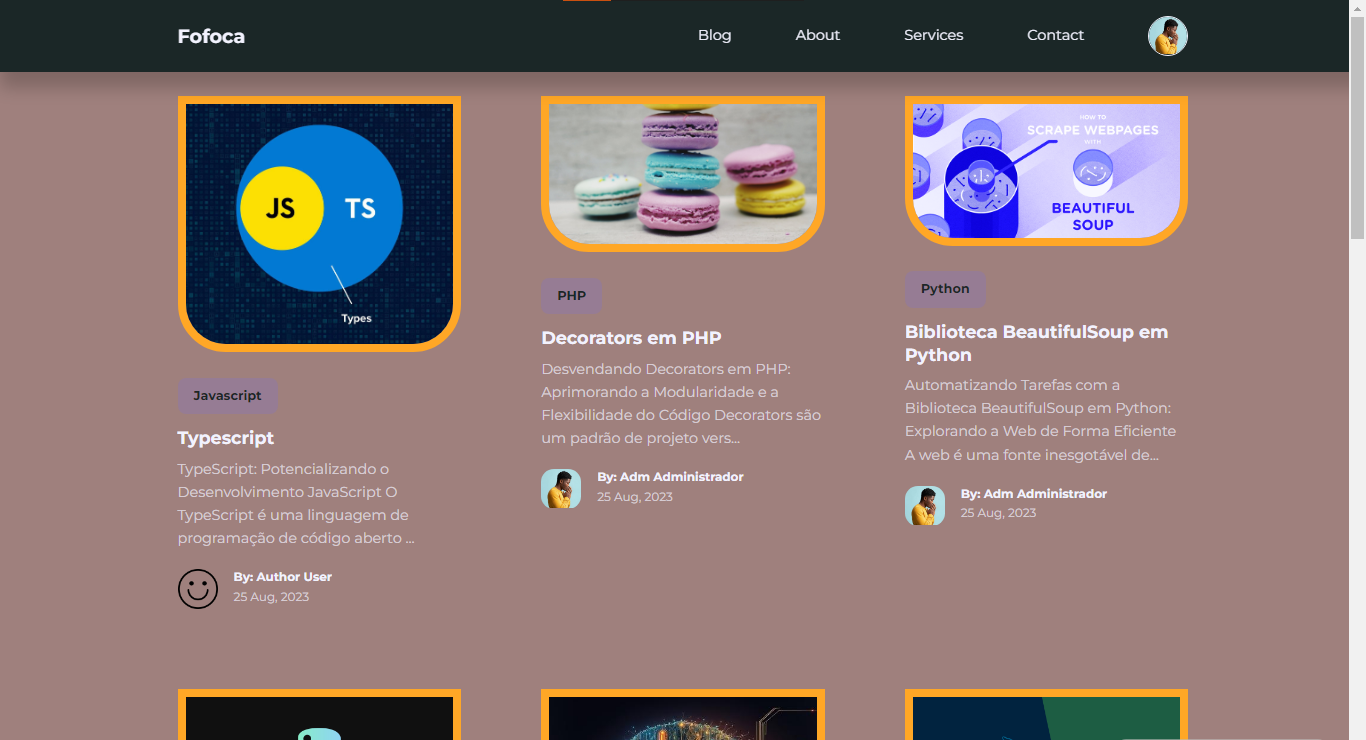 Fofoca
Blog
About
Services
Contact
JS
TS
Types
Javascript
Typescript
TypeScript: Potencializando o
Desenvolvimento JavaScript O
TypeScript é uma linguagem de
programação de código aberto ...
By: Author User
25 Aug, 2023
PHP
Decorators em PHP
Desvendando Decorators em PHP:
Aprimorando a Modularidade e a
Flexibilidade do Código Decorators são
um padrão de projeto vers...
By: Adm Administrador
25 Aug, 2023
HOW TO
SCRAPE WEBPAGES
WITH
BEAUTIFUL
SOUP
Python
Biblioteca BeautifulSoup em
Python
Automatizando Tarefas com a
Biblioteca BeautifulSoup em Python:
Explorando a Web de Forma Eficiente
A web é uma fonte inesgotável de...
By: Adm Administrador
25 Aug, 2023